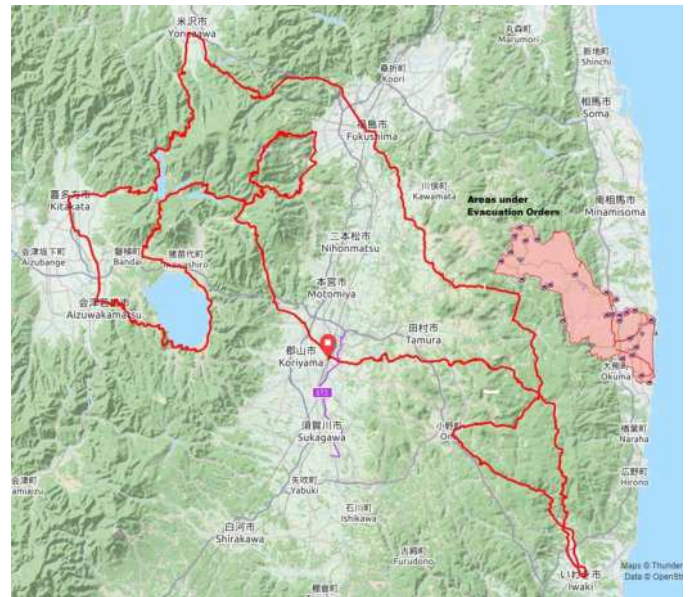 米沢市
Yonezawa
丸森町
Marumori
新地町
Shinchi
桑折町
Koori
相馬市
Soma
福島市
Fukushima
川俣町
Kawamata
Areas under
Evacuation Orders
南相馬市
Minamisoma
喜多方市
Kitakata
二本松市
Nihonmatsu
会津坂下町
Aizubange
磐梯町
Bandai
猪苗代町
本宮市
Motomiya
会津若松市
Aizuwakamatsu
田村市
Tamura
郡山市
Koriyama
大熊町
Okuma
E13
須賀川市
Sukagawa
小野町
楢葉町
Naraha
広野町
Hirono
矢吹町
Yabuki
石川町
Ishikawa
白河市
Shirakawa
古殿町
Furudono
棚倉町
いわき市
Iwaki
Maps © Thunder
Data © OpenStr